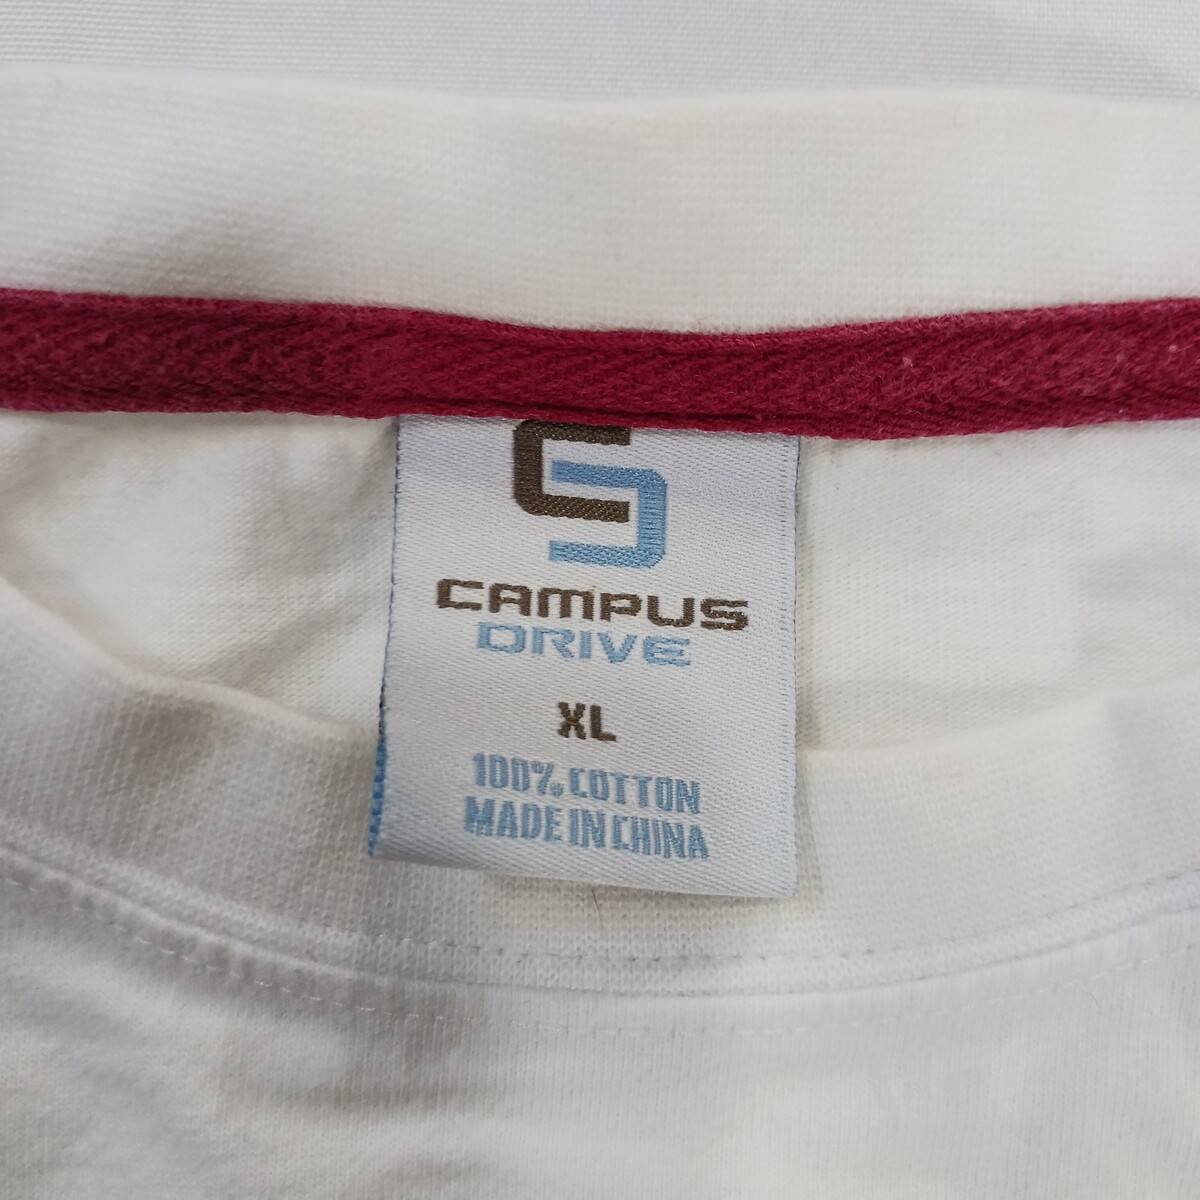 CAMPUS
DRIVE
XL
100% COTTON
MADE IN CHINA